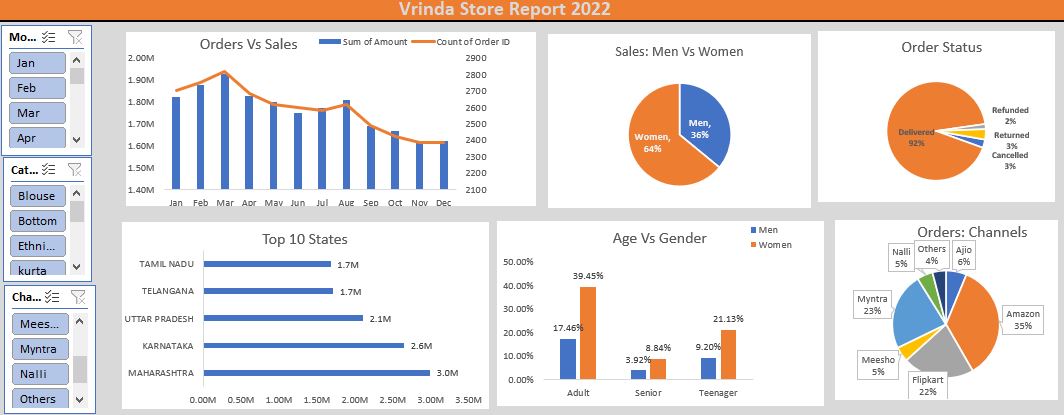 Vrinda Store Report 2022
Mo...
Jan
Feb
Mar
Apr
Cat...
Blouse
Bottom
Ethni...
kurta
Cha...
Mees...
Myntra
Nalli
Others
Orders Vs Sales
Sum of Amount
Count of Order ID
2.00M
1.90M
1.80M
1.70M
1.60M
1.50M
1.40M
2900
2800
2700
2600
2500
2400
2300
2200
2100
Jan Feb Mar Apr May Jun Jul Aug Sep Oct Nov Dec
Sales: Men Vs Women
Men,
36%
Women,
64%
Order Status
Delivered
92%
Refunded
2%
Returned
3%
Cancelled
3%
Top 10 States
TAMIL NADU 1.7M
TELANGANA 1.7M
UTTAR PRADESH 2.1M
KARNATAKA 2.6M
MAHARASHTRA 3.0M
0.00M 0.50M 1.00M 1.50M 2.00M 2.50M 3.00M 3.50M
Age Vs Gender
Men
Women
50.00%
40.00%
30.00%
20.00%
10.00%
0.00%
17.46%
39.45%
3.92%
8.84%
9.20%
21.13%
Adult Senior Teenager
Orders: Channels
Nalli
5%
Others
4%
Ajio
6%
Myntra
23%
Amazon
35%
Meesho
5%
Flipkart
22%